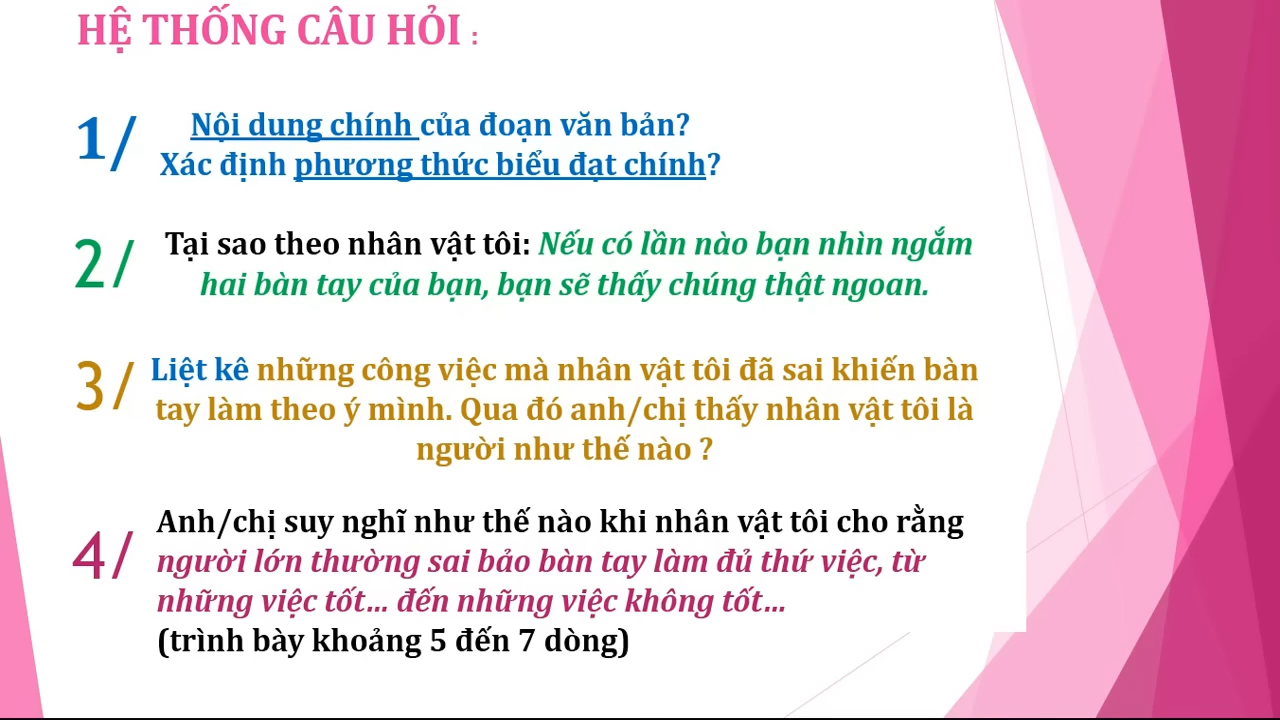 HỆ THỐNG CÂU HỎI :
1/ Nội dung chính của đoạn văn bản?
Xác định phương thức biểu đạt chính?
2/ Tại sao theo nhân vật tôi: Nếu có lần nào bạn nhìn ngắm
hai bàn tay của bạn, bạn sẽ thấy chúng thật ngoan.
3/ Liệt kê những công việc mà nhân vật tôi đã sai khiến bàn
tay làm theo ý mình. Qua đó anh/chị thấy nhân vật tôi là
người như thế nào ?
4/ Anh/chị suy nghĩ như thế nào khi nhân vật tôi cho rằng
người lớn thường sai bảo bàn tay làm đủ thứ việc, từ
những việc tốt... đến những việc không tốt...
(trình bày khoảng 5 đến 7 dòng)